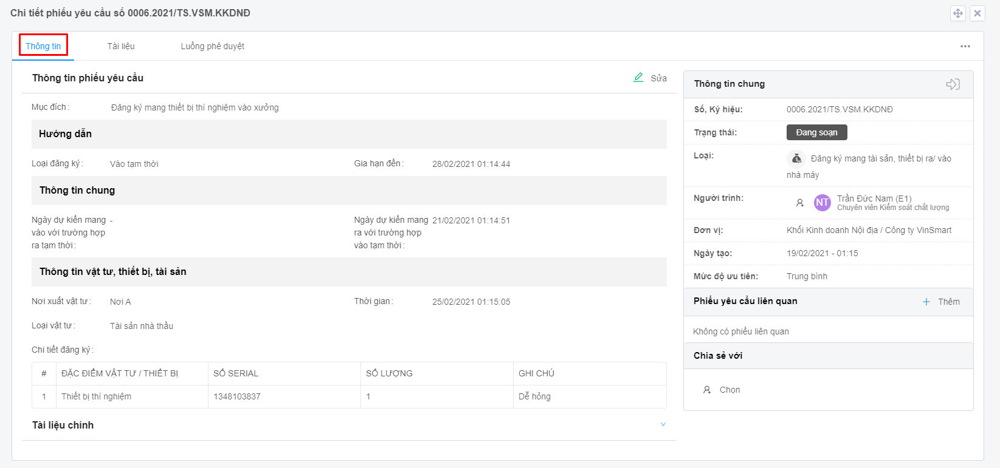 Chi tiết phiếu yêu cầu số 0006.2021/TS.VSM.KKDNĐ
Thông tin
Tài liệu
Luồng phê duyệt
Thông tin phiếu yêu cầu
Sửa
Mục đích:
Đăng ký mang thiết bị thí nghiệm vào xưởng
Hướng dẫn
Loại đăng ký:
Vào tạm thời
Gia hạn đến:
28/02/2021 01:14:44
Thông tin chung
Ngày dự kiến mang
vào với trường hợp
ra tạm thời:
-
Ngày dự kiến mang
ra với trường hợp
vào tạm thời:
21/02/2021 01:14:51
Thông tin vật tư, thiết bị, tài sản
Nơi xuất vật tư:
Nơi A
Thời gian:
25/02/2021 01:15:05
Loại vật tư:
Tài sản nhà thầu
Chi tiết đăng ký:
# ĐẶC ĐIỂM VẬT TƯ / THIẾT BỊ SỐ SERIAL SỐ LƯỢNG GHI CHÚ
1 Thiết bị thí nghiệm 1348103837 1 Dễ hỏng
Tài liệu chính
Thông tin chung
Số, Ký hiệu:
0006.2021/TS.VSM.KKDNĐ
Trạng thái:
Đang soạn
Loại:
Đăng ký mang tài sản, thiết bị ra/ vào
nhà máy
Người trình:
NT
Trần Đức Nam (E1)
Chuyên viên Kiểm soát chất lượng
Đơn vị:
Khối Kinh doanh Nội địa / Công ty VinSmart
Ngày tạo:
19/02/2021 - 01:15
Mức độ ưu tiên:
Trung bình
Phiếu yêu cầu liên quan
Thêm
Không có phiếu liên quan
Chia sẻ với
Chọn